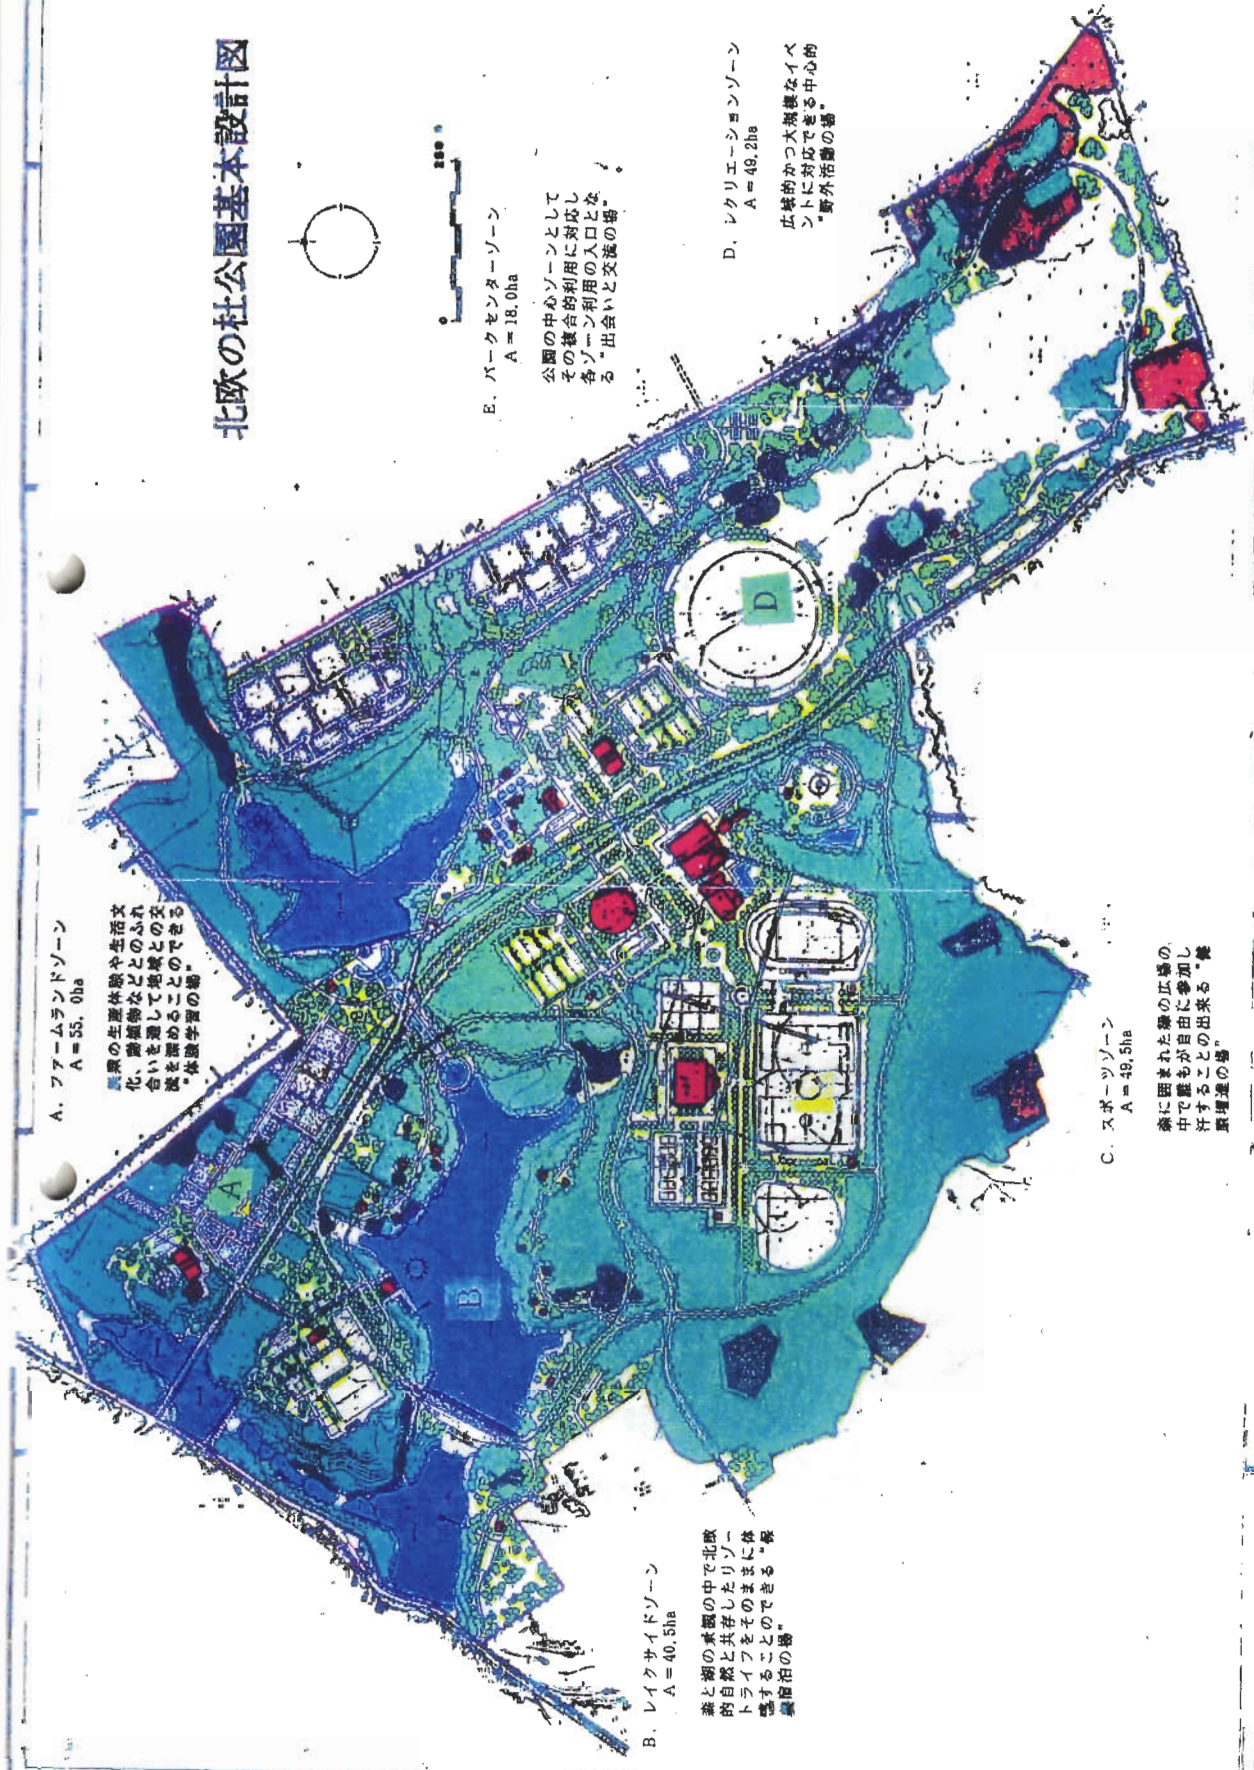 北欧の杜公園基本設計図
0
250 m
A. ファームランドゾーン
A=55.0ha
農業の生産体験や生活文
化、動植物などとのふれ
合いを通して地域との交
流を深めることのできる
"体験学習の場"
E. パークセンターゾーン
A=18.0ha
公園の中心ゾーンとして
その複合的利用に対応し
各ゾーン利用の入口とな
る"出会いと交流の場"
D. レクリエーションゾーン
A=49.2ha
広域的かつ大規模なイベ
ントに対応できる中心的
"野外活動の場"
B. レイクサイドゾーン
A=40.5ha
森と湖の景観の中で北欧
的自然と共存したリゾー
トライフをそのままに体
感することのできる"保
養宿泊の場"
C. スポーツゾーン
A=49.5ha
森に囲まれた緑の広場の
中で誰もが自由に参加し
汗することの出来る"健
康増進の場"
A
B
C
D